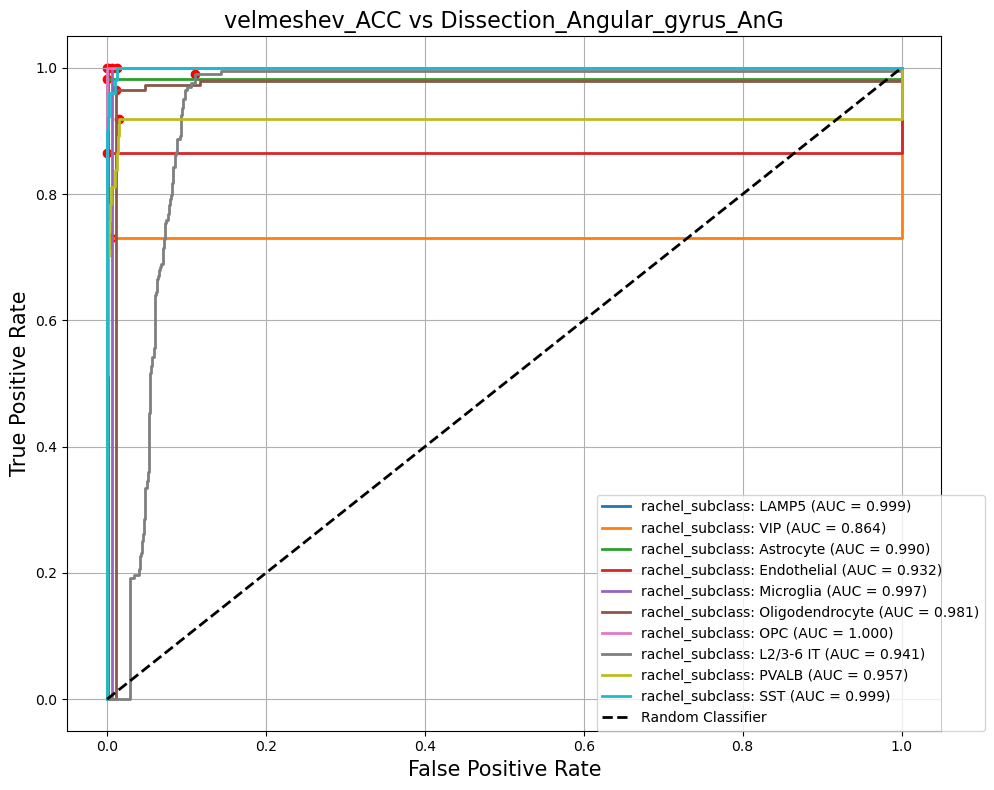 velmeshev_ACC vs Dissection_Angular_gyrus_AnG
True Positive Rate
1.0
0.8
0.6
0.4
0.2
0.0
rachel_subclass: LAMP5 (AUC = 0.999)
rachel_subclass: VIP (AUC = 0.864)
rachel_subclass: Astrocyte (AUC = 0.990)
rachel_subclass: Endothelial (AUC = 0.932)
rachel_subclass: Microglia (AUC = 0.997)
rachel_subclass: Oligodendrocyte (AUC = 0.981)
rachel_subclass: OPC (AUC = 1.000)
rachel_subclass: L2/3-6 IT (AUC = 0.941)
rachel_subclass: PVALB (AUC = 0.957)
rachel_subclass: SST (AUC = 0.999)
Random Classifier
0.0 0.2 0.4 0.6 0.8 1.0
False Positive Rate